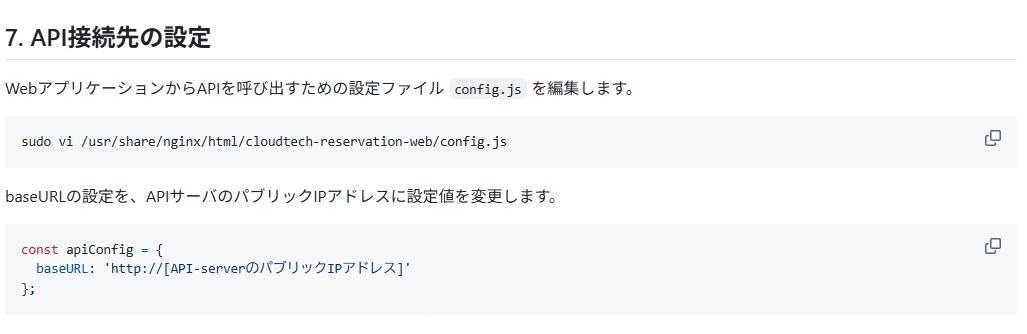 7. API接続先の設定
WebアプリケーションからAPIを呼び出すための設定ファイル config.js を編集します。
sudo vi /usr/share/nginx/html/cloudtech-reservation-web/config.js
baseURLの設定を、APIサーバのパブリックIPアドレスに設定値を変更します。
const apiConfig = {
  baseURL: 'http://[API-serverのパブリックIPアドレス]'
};